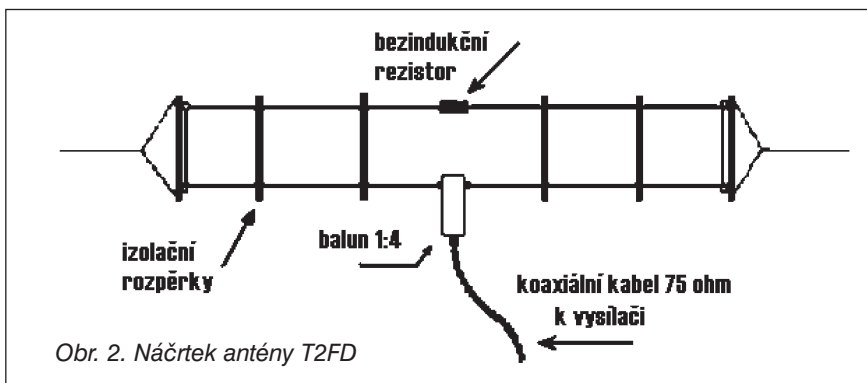 bezindukční
rezistor
izolační
rozpěrky
balun 1:4
koaxiální kabel 75 ohm
k vysílači
Obr. 2. Náčrtek antény T2FD